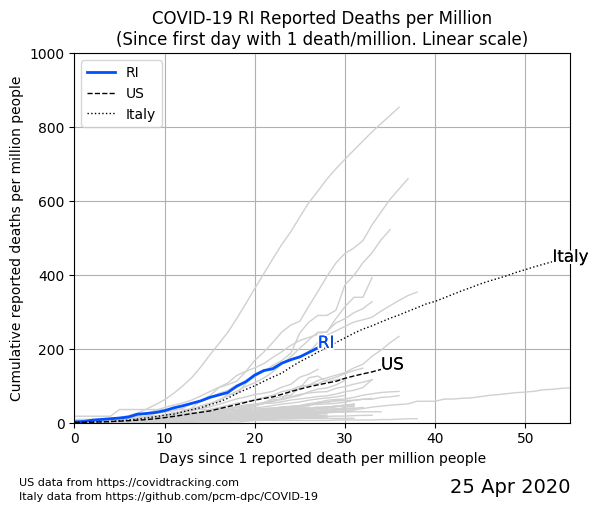 COVID-19 RI Reported Deaths per Million
(Since first day with 1 death/million. Linear scale)
Cumulative reported deaths per million people
1000
800
600
400
200
0
RI
US
Italy
Italy
RI
US
0 10 20 30 40 50
Days since 1 reported death per million people
US data from https://covidtracking.com
Italy data from https://github.com/pcm-dpc/COVID-19
25 Apr 2020